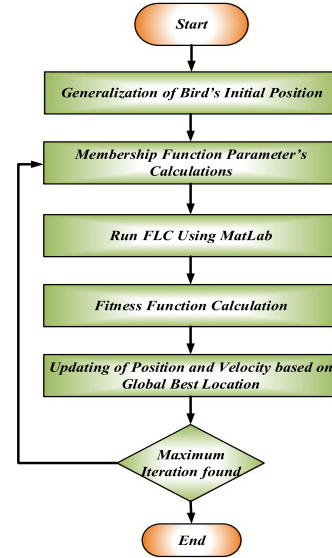 Start
Generalization of Bird's Initial Position
Membership Function Parameter's
Calculations
Run FLC Using MatLab
Fitness Function Calculation
Updating of Position and Velocity based on
Global Best Location
Maximum
Iteration found
End